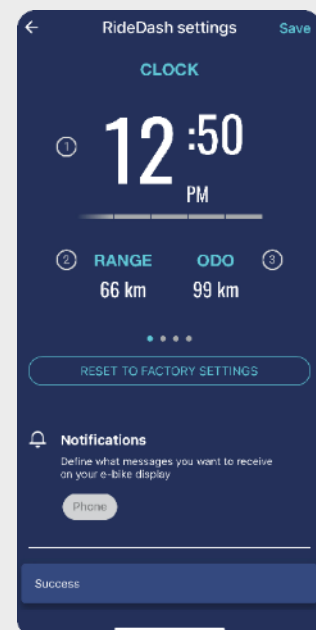 RideDash settings
Save
CLOCK
1
12 :50
PM
2 RANGE ODO 3
66 km 99 km
RESET TO FACTORY SETTINGS
Notifications
Define what messages you want to receive
on your e-bike display
Phone
Success